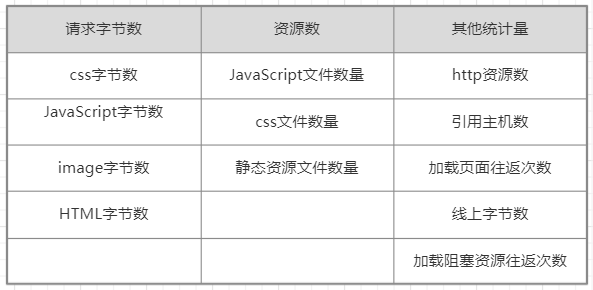 请求字节数 资源数 其他统计量
css字节数 JavaScript文件数量 http资源数
JavaScript字节数 css文件数量 引用主机数
image字节数 静态资源文件数量 加载页面往返次数
HTML字节数 线上字节数
加载阻塞资源往返次数